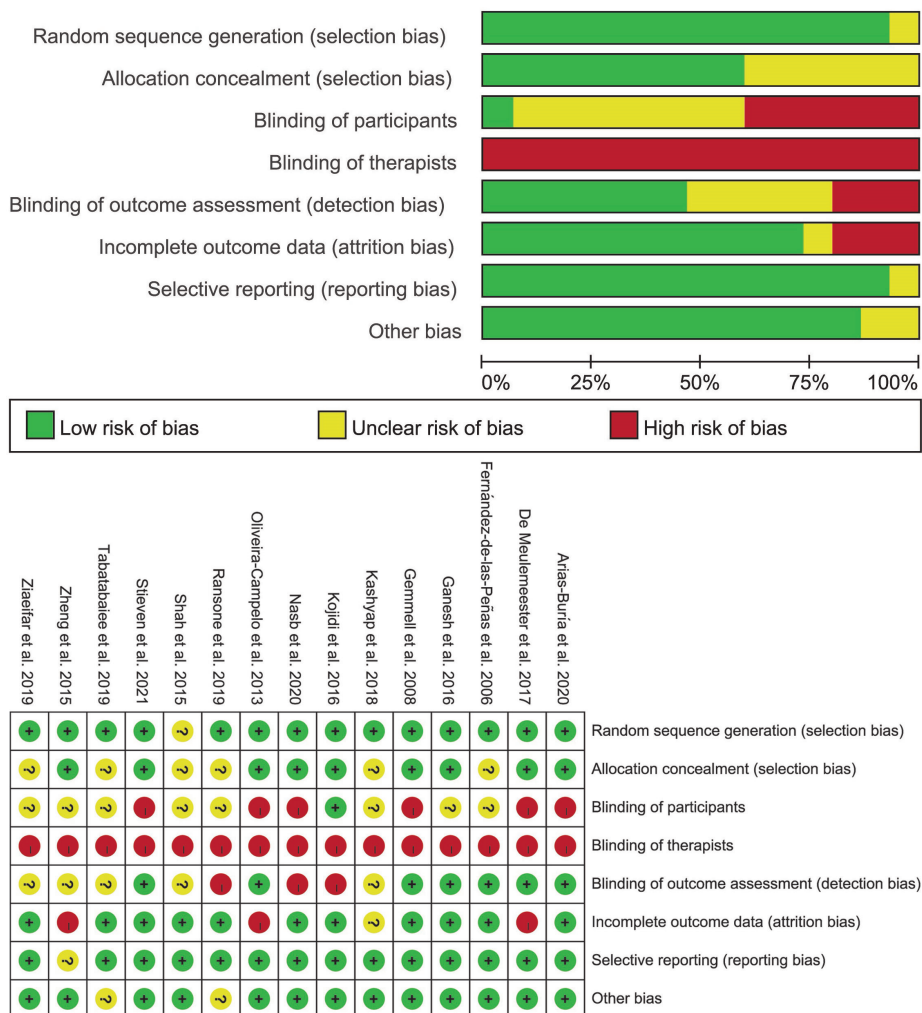 Random sequence generation (selection bias)
Allocation concealment (selection bias)
Blinding of participants
Blinding of therapists
Blinding of outcome assessment (detection bias)
Incomplete outcome data (attrition bias)
Selective reporting (reporting bias)
Other bias
0% 25% 50% 75% 100%
Low risk of bias Unclear risk of bias High risk of bias
Ziaeifar et al. 2019
Zheng et al. 2015
Tabatabaiee et al. 2019
Stieven et al. 2021
Shah et al. 2015
Ransone et al. 2019
Oliveira-Campelo et al. 2013
Nasb et al. 2020
Kojidi et al. 2016
Kashyap et al. 2018
Gemmell et al. 2008
Ganesh et al. 2016
Fernández-de-las-Peñas et al. 2006
De Meulemeester et al. 2017
Arias-Buría et al. 2020
+ + + + ? + + + + + + + + + + Random sequence generation (selection bias)
? + ? + ? ? + + + ? + + ? + + Allocation concealment (selection bias)
? ? ? – ? ? – – + ? – ? ? – – Blinding of participants
– – – – – – – – – – – – – – – Blinding of therapists
? ? ? + ? – + – – ? + + + + + Blinding of outcome assessment (detection bias)
+ – + + + + – + + ? + + + – + Incomplete outcome data (attrition bias)
+ ? + + + + + + + + + + + + + Selective reporting (reporting bias)
+ + ? + + ? + + + + + + + + + Other bias